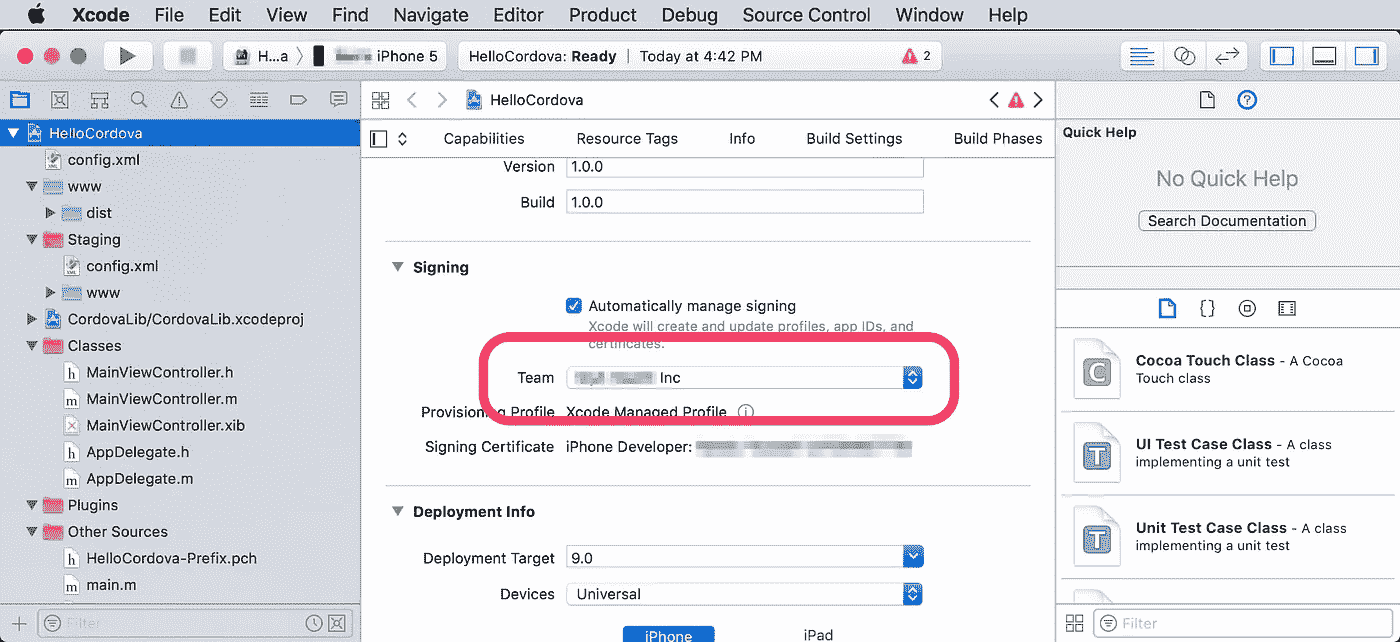 Xcode File Edit View Find Navigate Editor Product Debug Source Control Window Help
H...a iPhone 5 HelloCordova: Ready | Today at 4:42 PM 2
HelloCordova
Capabilities Resource Tags Info Build Settings Build Phases
HelloCordova
config.xml
www
dist
Staging
config.xml
www
CordovaLib/CordovaLib.xcodeproj
Classes
MainViewController.h
MainViewController.m
MainViewController.xib
AppDelegate.h
AppDelegate.m
Plugins
Other Sources
HelloCordova-Prefix.pch
main.m
Filter
Version 1.0.0
Build 1.0.0
Signing
Automatically manage signing
Xcode will create and update profiles, app IDs, and
certificates.
Team Inc
Provisioning Profile Xcode Managed Profile
Signing Certificate iPhone Developer:
Deployment Info
Deployment Target 9.0
Devices Universal
iPhone iPad
Quick Help
No Quick Help
Search Documentation
{}
Cocoa Touch Class - A Cocoa
Touch class
UI Test Case Class - A class
implementing a unit test
Unit Test Case Class - A class
implementing a unit test
Filter